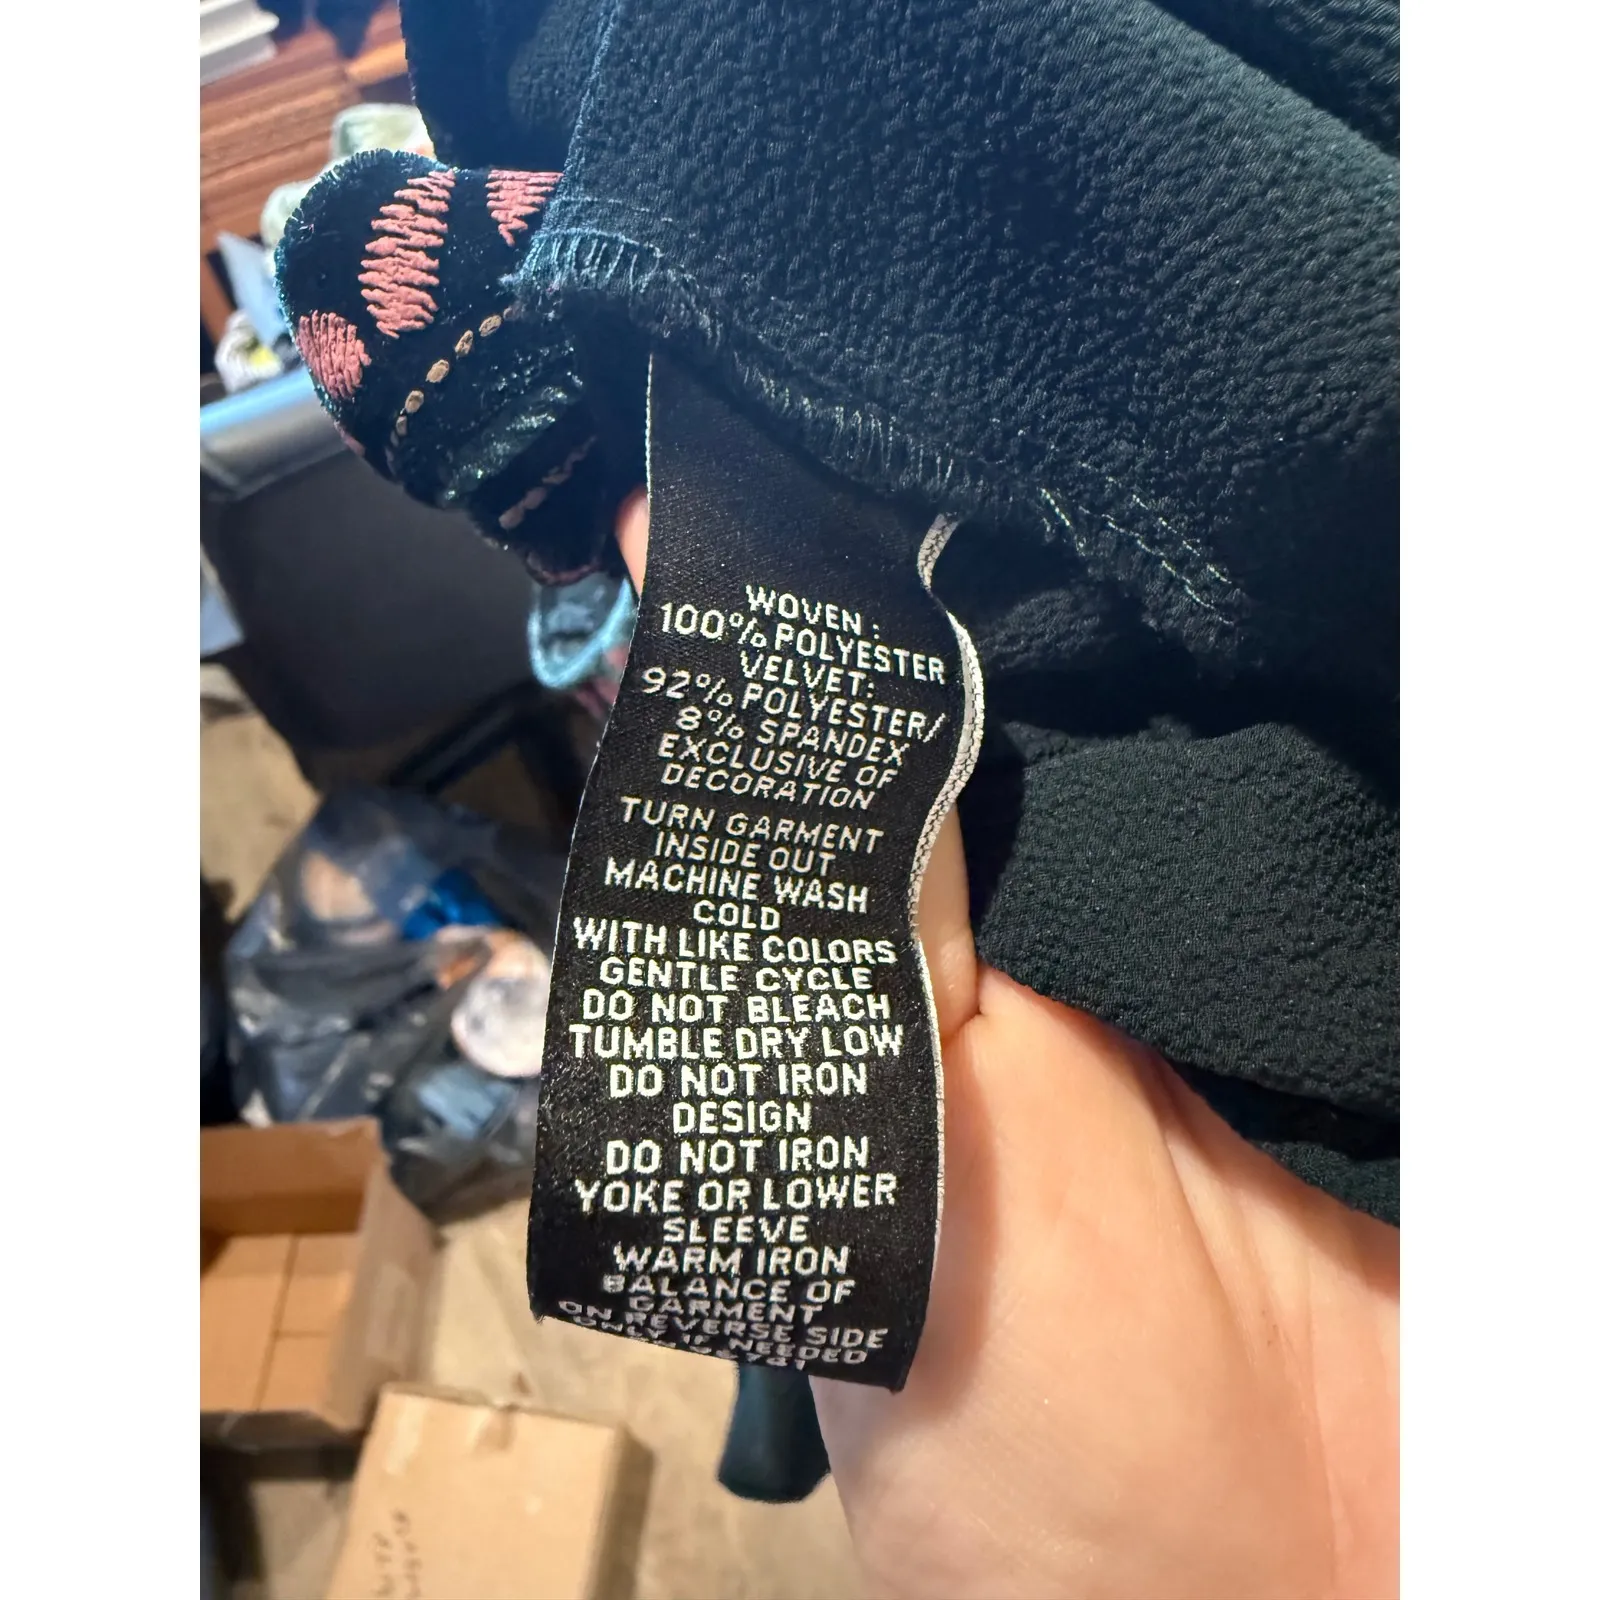 WOVEN :
100% POLYESTER
VELVET:
92% POLYESTER/
8% SPANDEX
EXCLUSIVE OF
DECORATION
TURN GARMENT
INSIDE OUT
MACHINE WASH
COLD
WITH LIKE COLORS
GENTLE CYCLE
DO NOT BLEACH
TUMBLE DRY LOW
DO NOT IRON
DESIGN
DO NOT IRON
YOKE OR LOWER
SLEEVE
WARM IRON
BALANCE OF
GARMENT
ON REVERSE SIDE
ONLY IF NEEDED